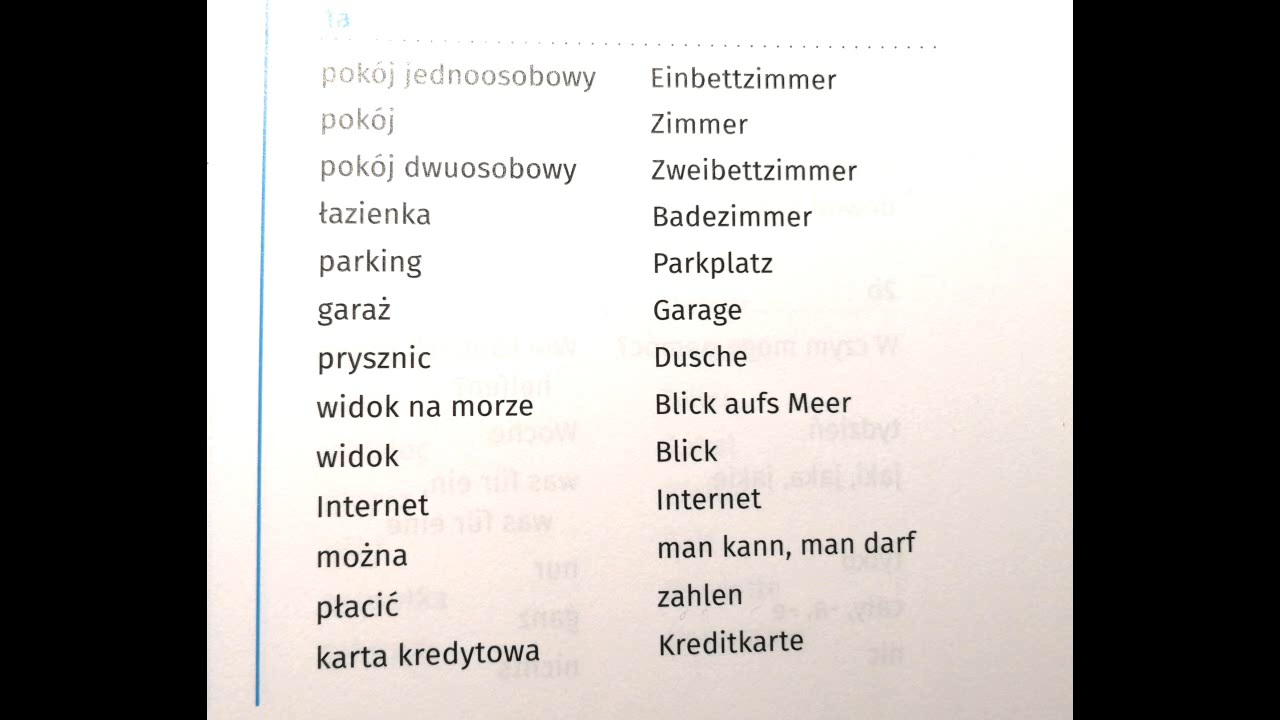 1a
pokój jednoosobowy Einbettzimmer
pokój Zimmer
pokój dwuosobowy Zweibettzimmer
łazienka Badezimmer
parking Parkplatz
garaż Garage
prysznic Dusche
widok na morze Blick aufs Meer
widok Blick
Internet Internet
można man kann, man darf
płacić zahlen
karta kredytowa Kreditkarte